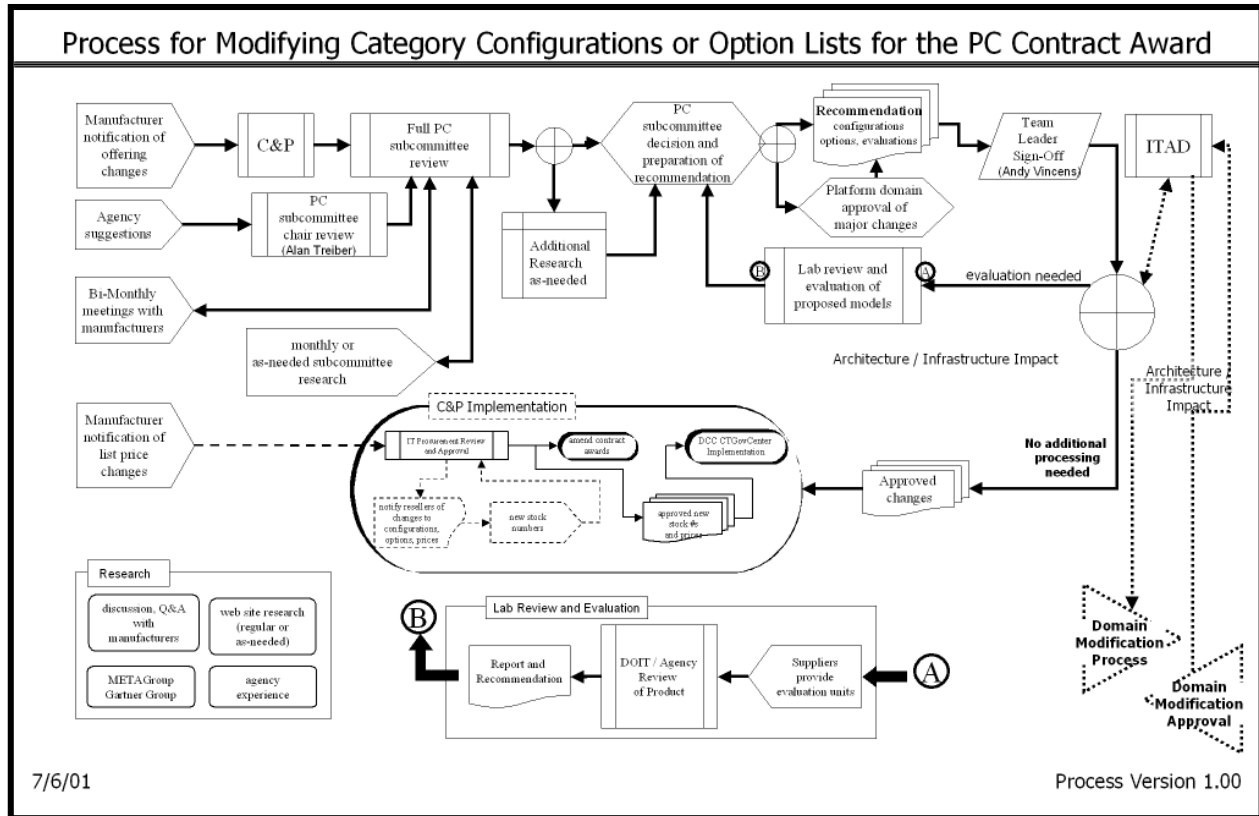 Process for Modifying Category Configurations or Option Lists for the PC Contract Award
Manufacturer
notification of
offering
changes
C&P
Full PC
subcommittee
review
PC
subcommittee
decision and
preparation of
recommendation
Recommendation
configurations
options, evaluations
Team
Leader
Sign-Off
(Andy Vincens)
ITAD
Agency
suggestions
PC
subcommittee
chair review
(Alan Treiber)
Additional
Research
as-needed
Platform domain
approval of
major changes
B
Lab review and
evaluation of
proposed models
A
evaluation needed
Bi-Monthly
meetings with
manufacturers
monthly or
as-needed subcommittee
research
Architecture / Infrastructure Impact
Architecture /
Infrastructure
Impact
Manufacturer
notification of
list price
changes
C&P Implementation
IT Procurement Review
and Approval
amend contract
awards
DCC CTGovCenter
Implementation
notify resellers of
changes to
configurations,
options, prices
new stock
numbers
approved new
stock #s
and prices
No additional
processing
needed
Approved
changes
Research
discussion, Q&A
with
manufacturers
web site research
(regular or
as-needed)
METAGroup
Gartner Group
agency
experience
Lab Review and Evaluation
B
Report and
Recommendation
DOIT / Agency
Review
of Product
Suppliers
provide
evaluation units
A
Domain
Modification
Process
Domain
Modification
Approval
7/6/01
Process Version 1.00